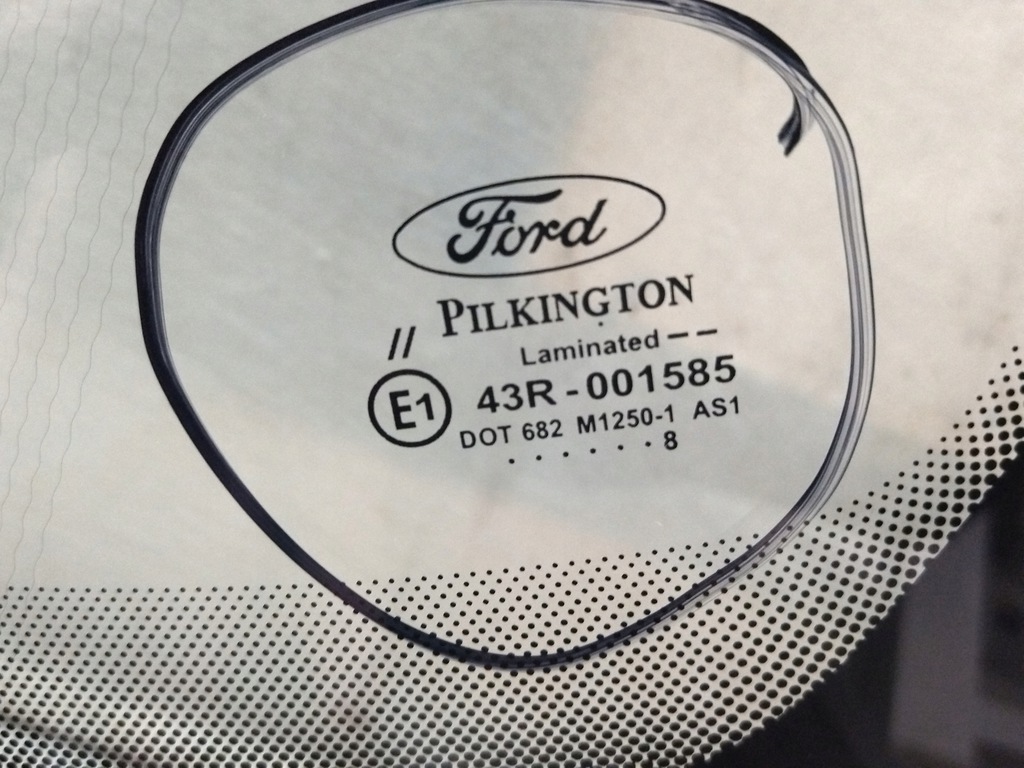 Ford
PILKINGTON
// Laminated --
E1 43R-001585
DOT 682 M1250-1 AS1
. . . . . . . 8